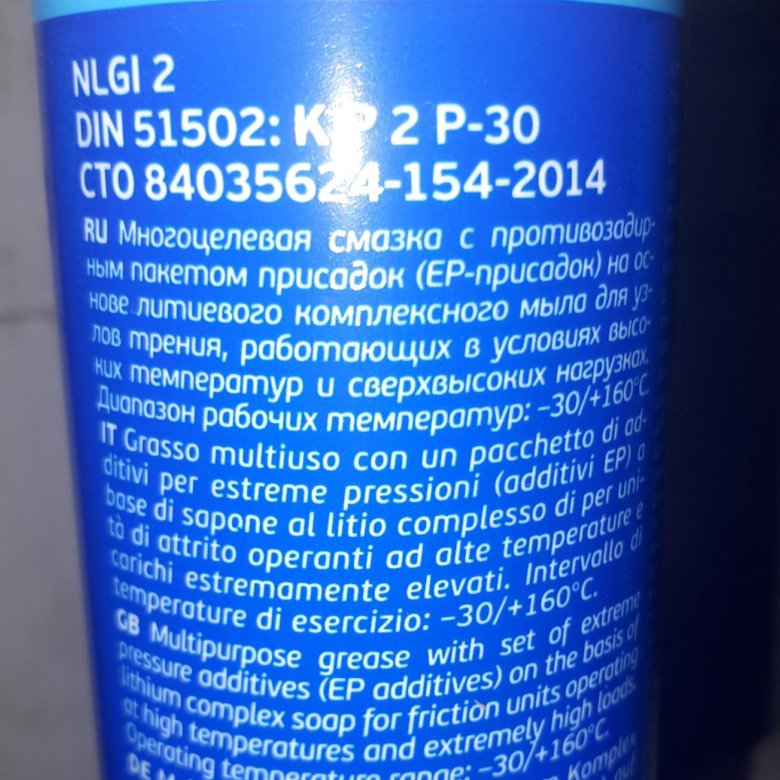 NLGI 2
DIN 51502: KP 2 P-30
СТО 84035624-154-2014
RU Многоцелевая смазка с противозадир-
ным пакетом присадок (EP-присадок) на ос-
нове литиевого комплексного мыла для уз-
лов трения, работающих в условиях высо-
ких температур и сверхвысоких нагрузках.
Диапазон рабочих температур: –30/+160°C.
IT Grasso multiuso con un pacchetto di ad-
ditivi per estreme pressioni (additivi EP) a
base di sapone al litio complesso di per uni-
tà di attrito operanti ad alte temperature e
carichi estremamente elevati. Intervallo di
temperature di esercizio: –30/+160°C.
GB Multipurpose grease with set of extreme
pressure additives (EP additives) on the basis of
lithium complex soap for friction units operating
at high temperatures and extremely high loads.
Operating temperature range: –30/+160°C.
DE Komplex